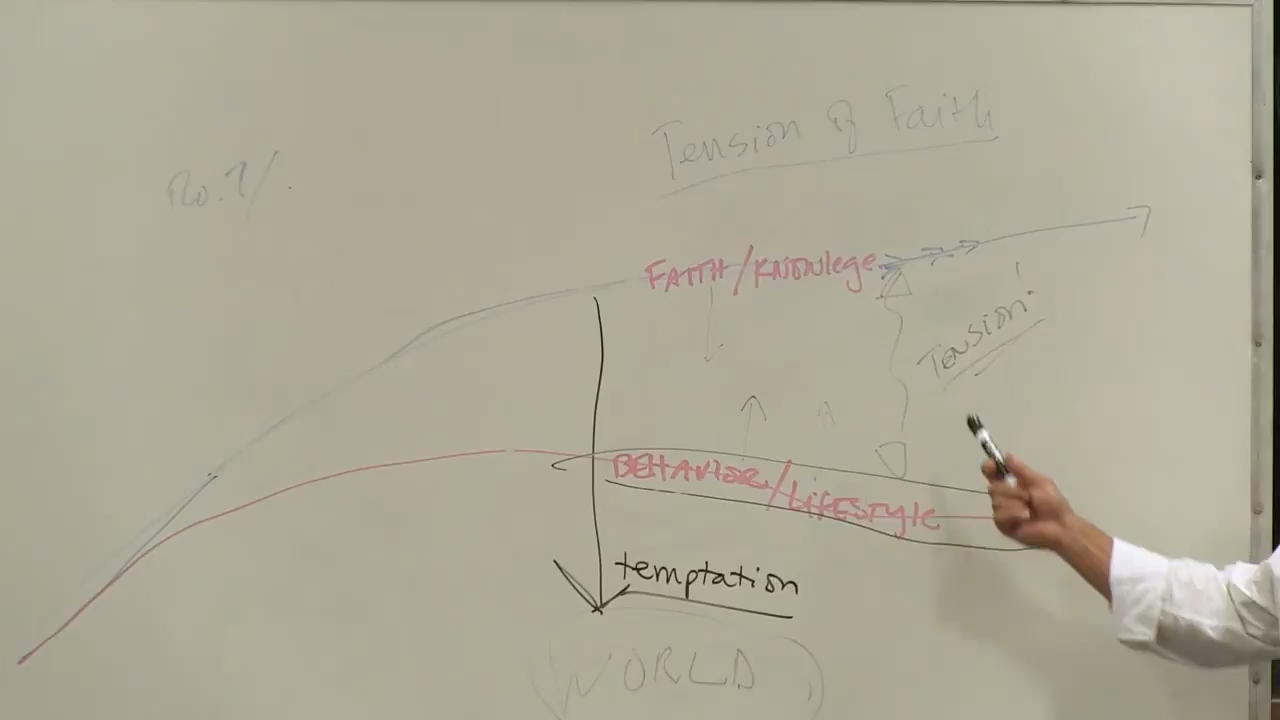 Tension of Faith
Ro. 7/
FAITH/KNOWlege
Tension!
BEHAVIOR/LIFEStyle
temptation
WORLD